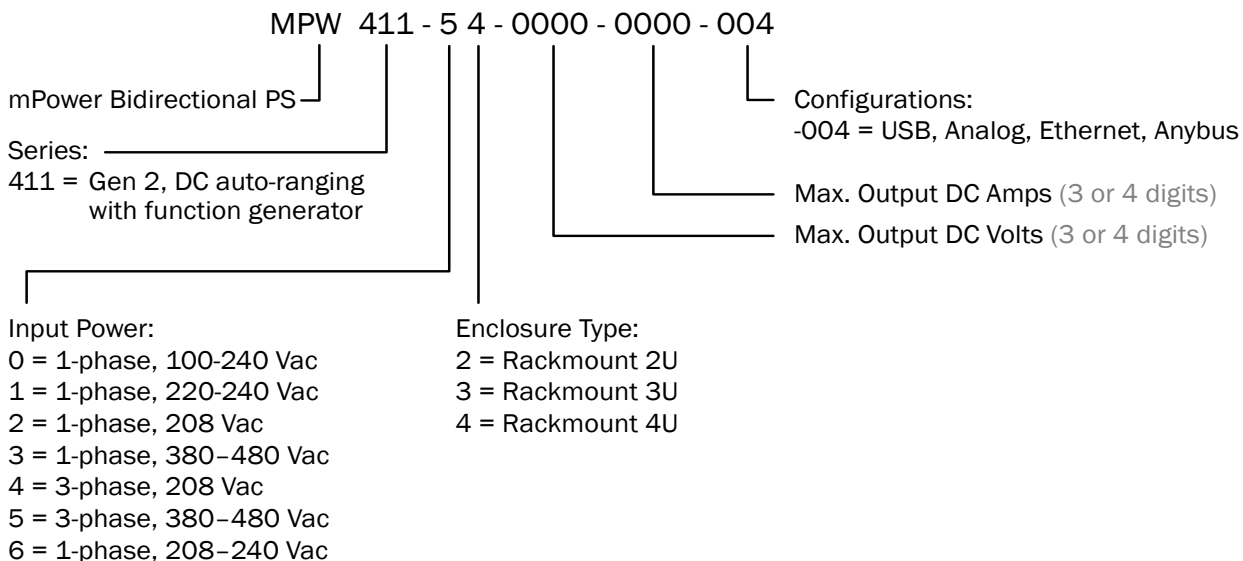 MPW 411 - 5 4 - 0000 - 0000 - 004
mPower Bidirectional PS
Series:
411 = Gen 2, DC auto-ranging
with function generator
Configurations:
-004 = USB, Analog, Ethernet, Anybus
Max. Output DC Amps (3 or 4 digits)
Max. Output DC Volts (3 or 4 digits)
Input Power:
0 = 1-phase, 100-240 Vac
1 = 1-phase, 220-240 Vac
2 = 1-phase, 208 Vac
3 = 1-phase, 380–480 Vac
4 = 3-phase, 208 Vac
5 = 3-phase, 380–480 Vac
6 = 1-phase, 208–240 Vac
Enclosure Type:
2 = Rackmount 2U
3 = Rackmount 3U
4 = Rackmount 4U